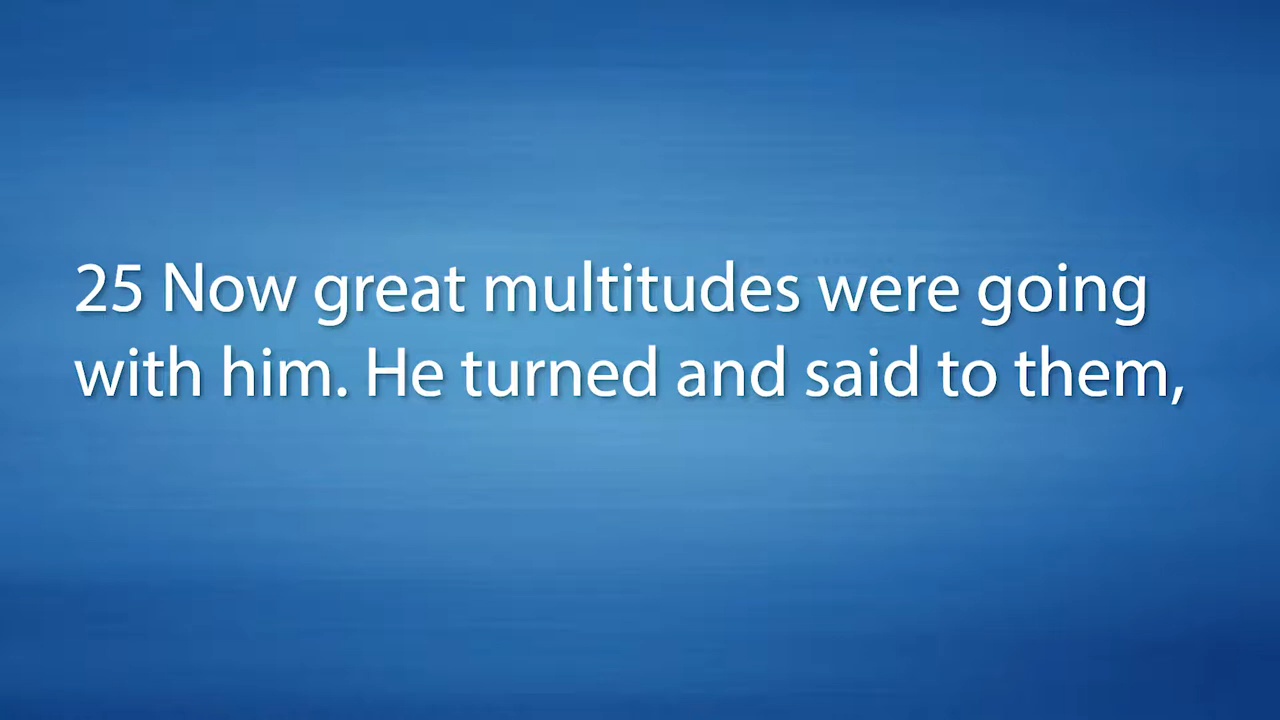 25 Now great multitudes were going
with him. He turned and said to them,